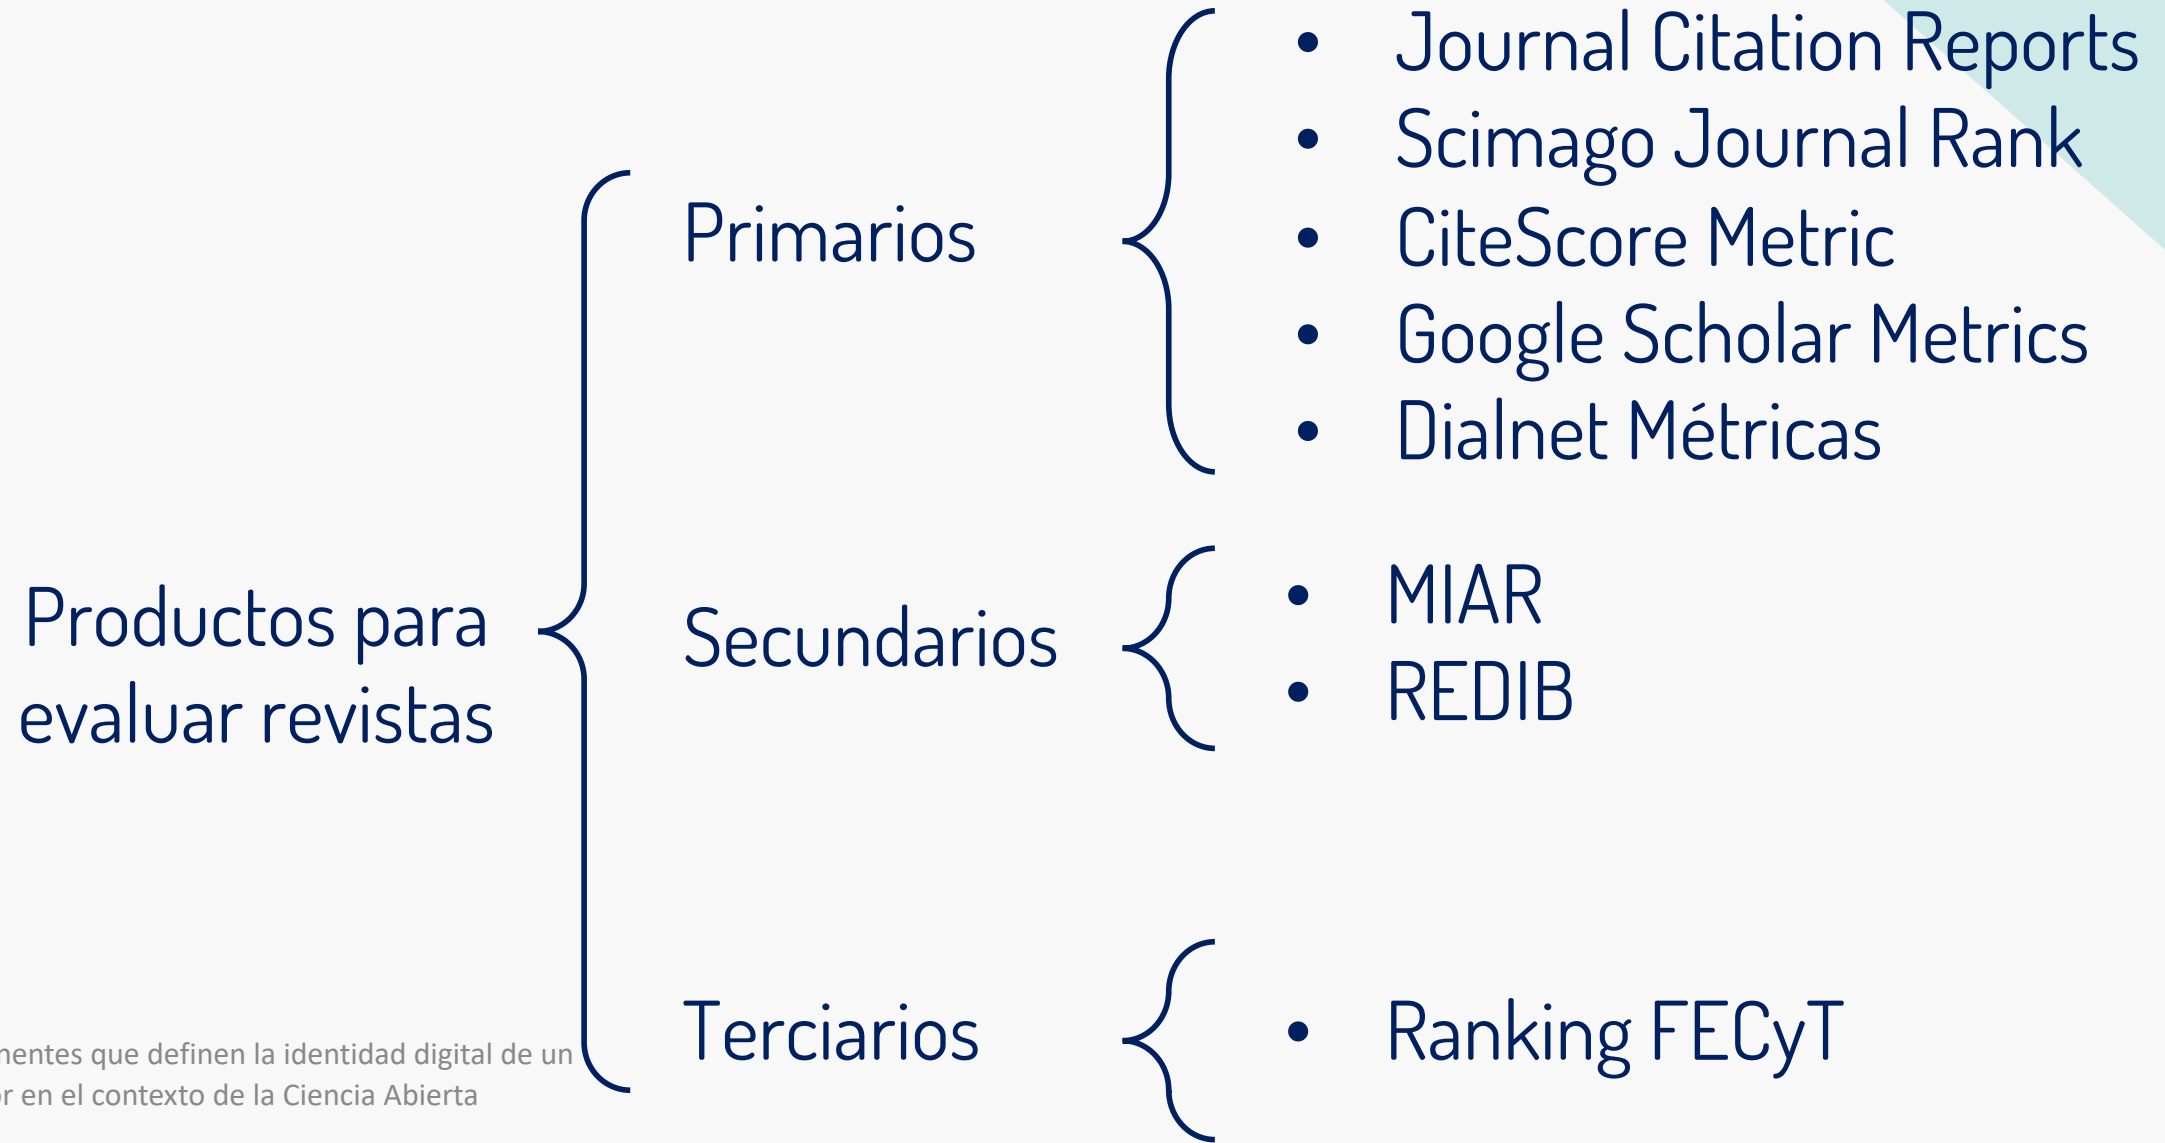 Productos para
evaluar revistas
Primarios
• Journal Citation Reports
• Scimago Journal Rank
• CiteScore Metric
• Google Scholar Metrics
• Dialnet Métricas
Secundarios
• MIAR
• REDIB
Terciarios
• Ranking FECyT
que definen la identidad digital de un
en el contexto de la Ciencia Abierta